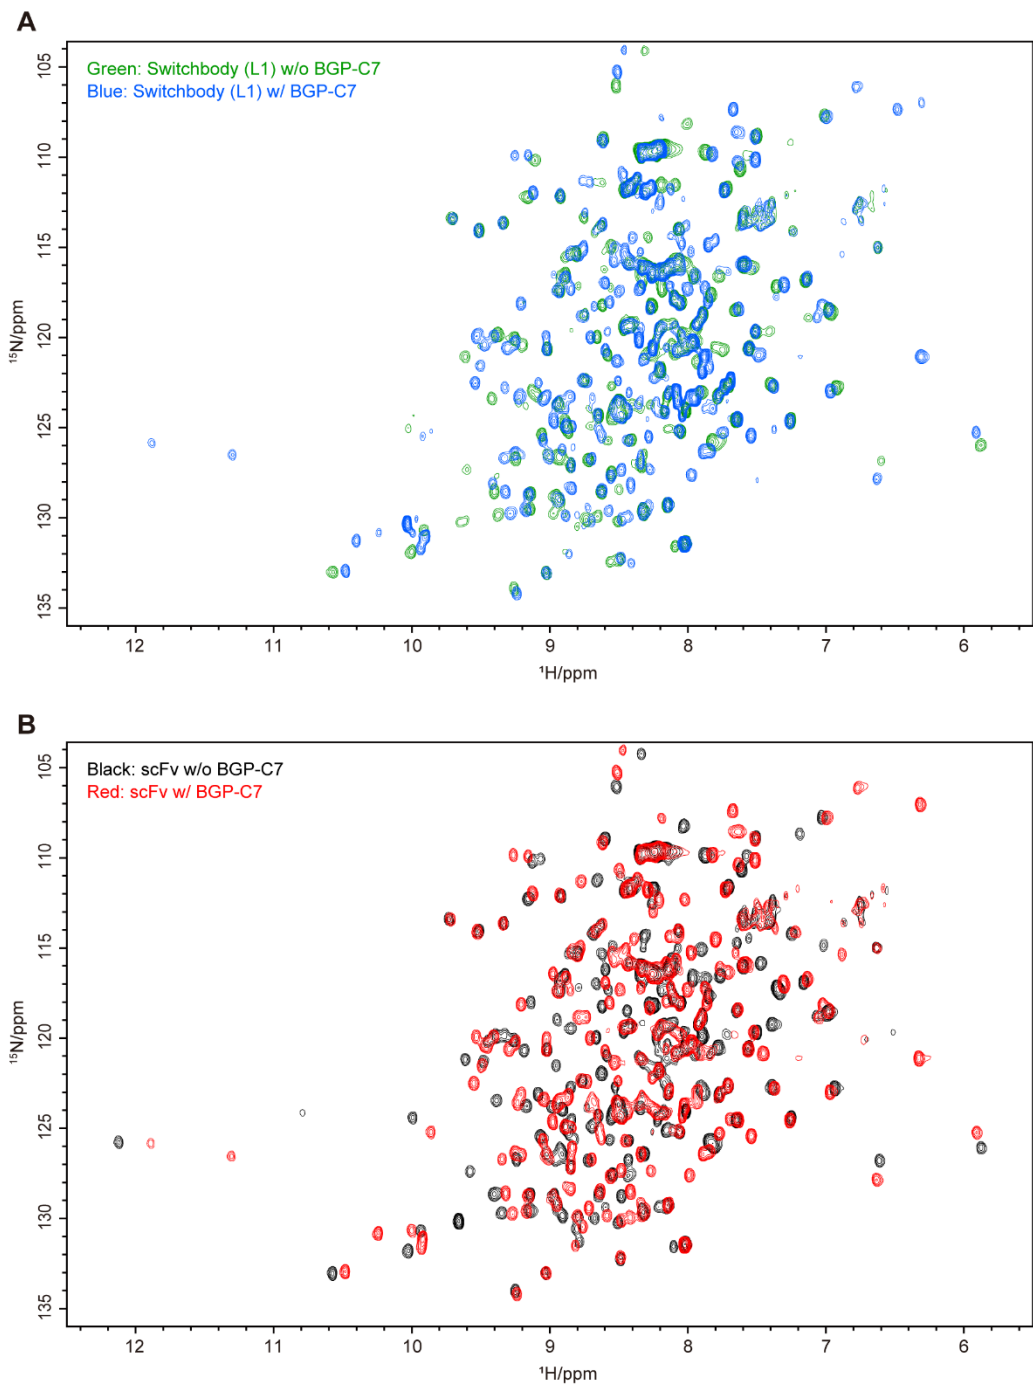 A
Green: Switchbody (L1) w/o BGP-C7
Blue: Switchbody (L1) w/ BGP-C7
105
110
115
120
125
130
135
¹⁵N/ppm
12
11
10
9
8
7
6
¹H/ppm
B
Black: scFv w/o BGP-C7
Red: scFv w/ BGP-C7
105
110
115
120
125
130
135
¹⁵N/ppm
12
11
10
9
8
7
6
¹H/ppm